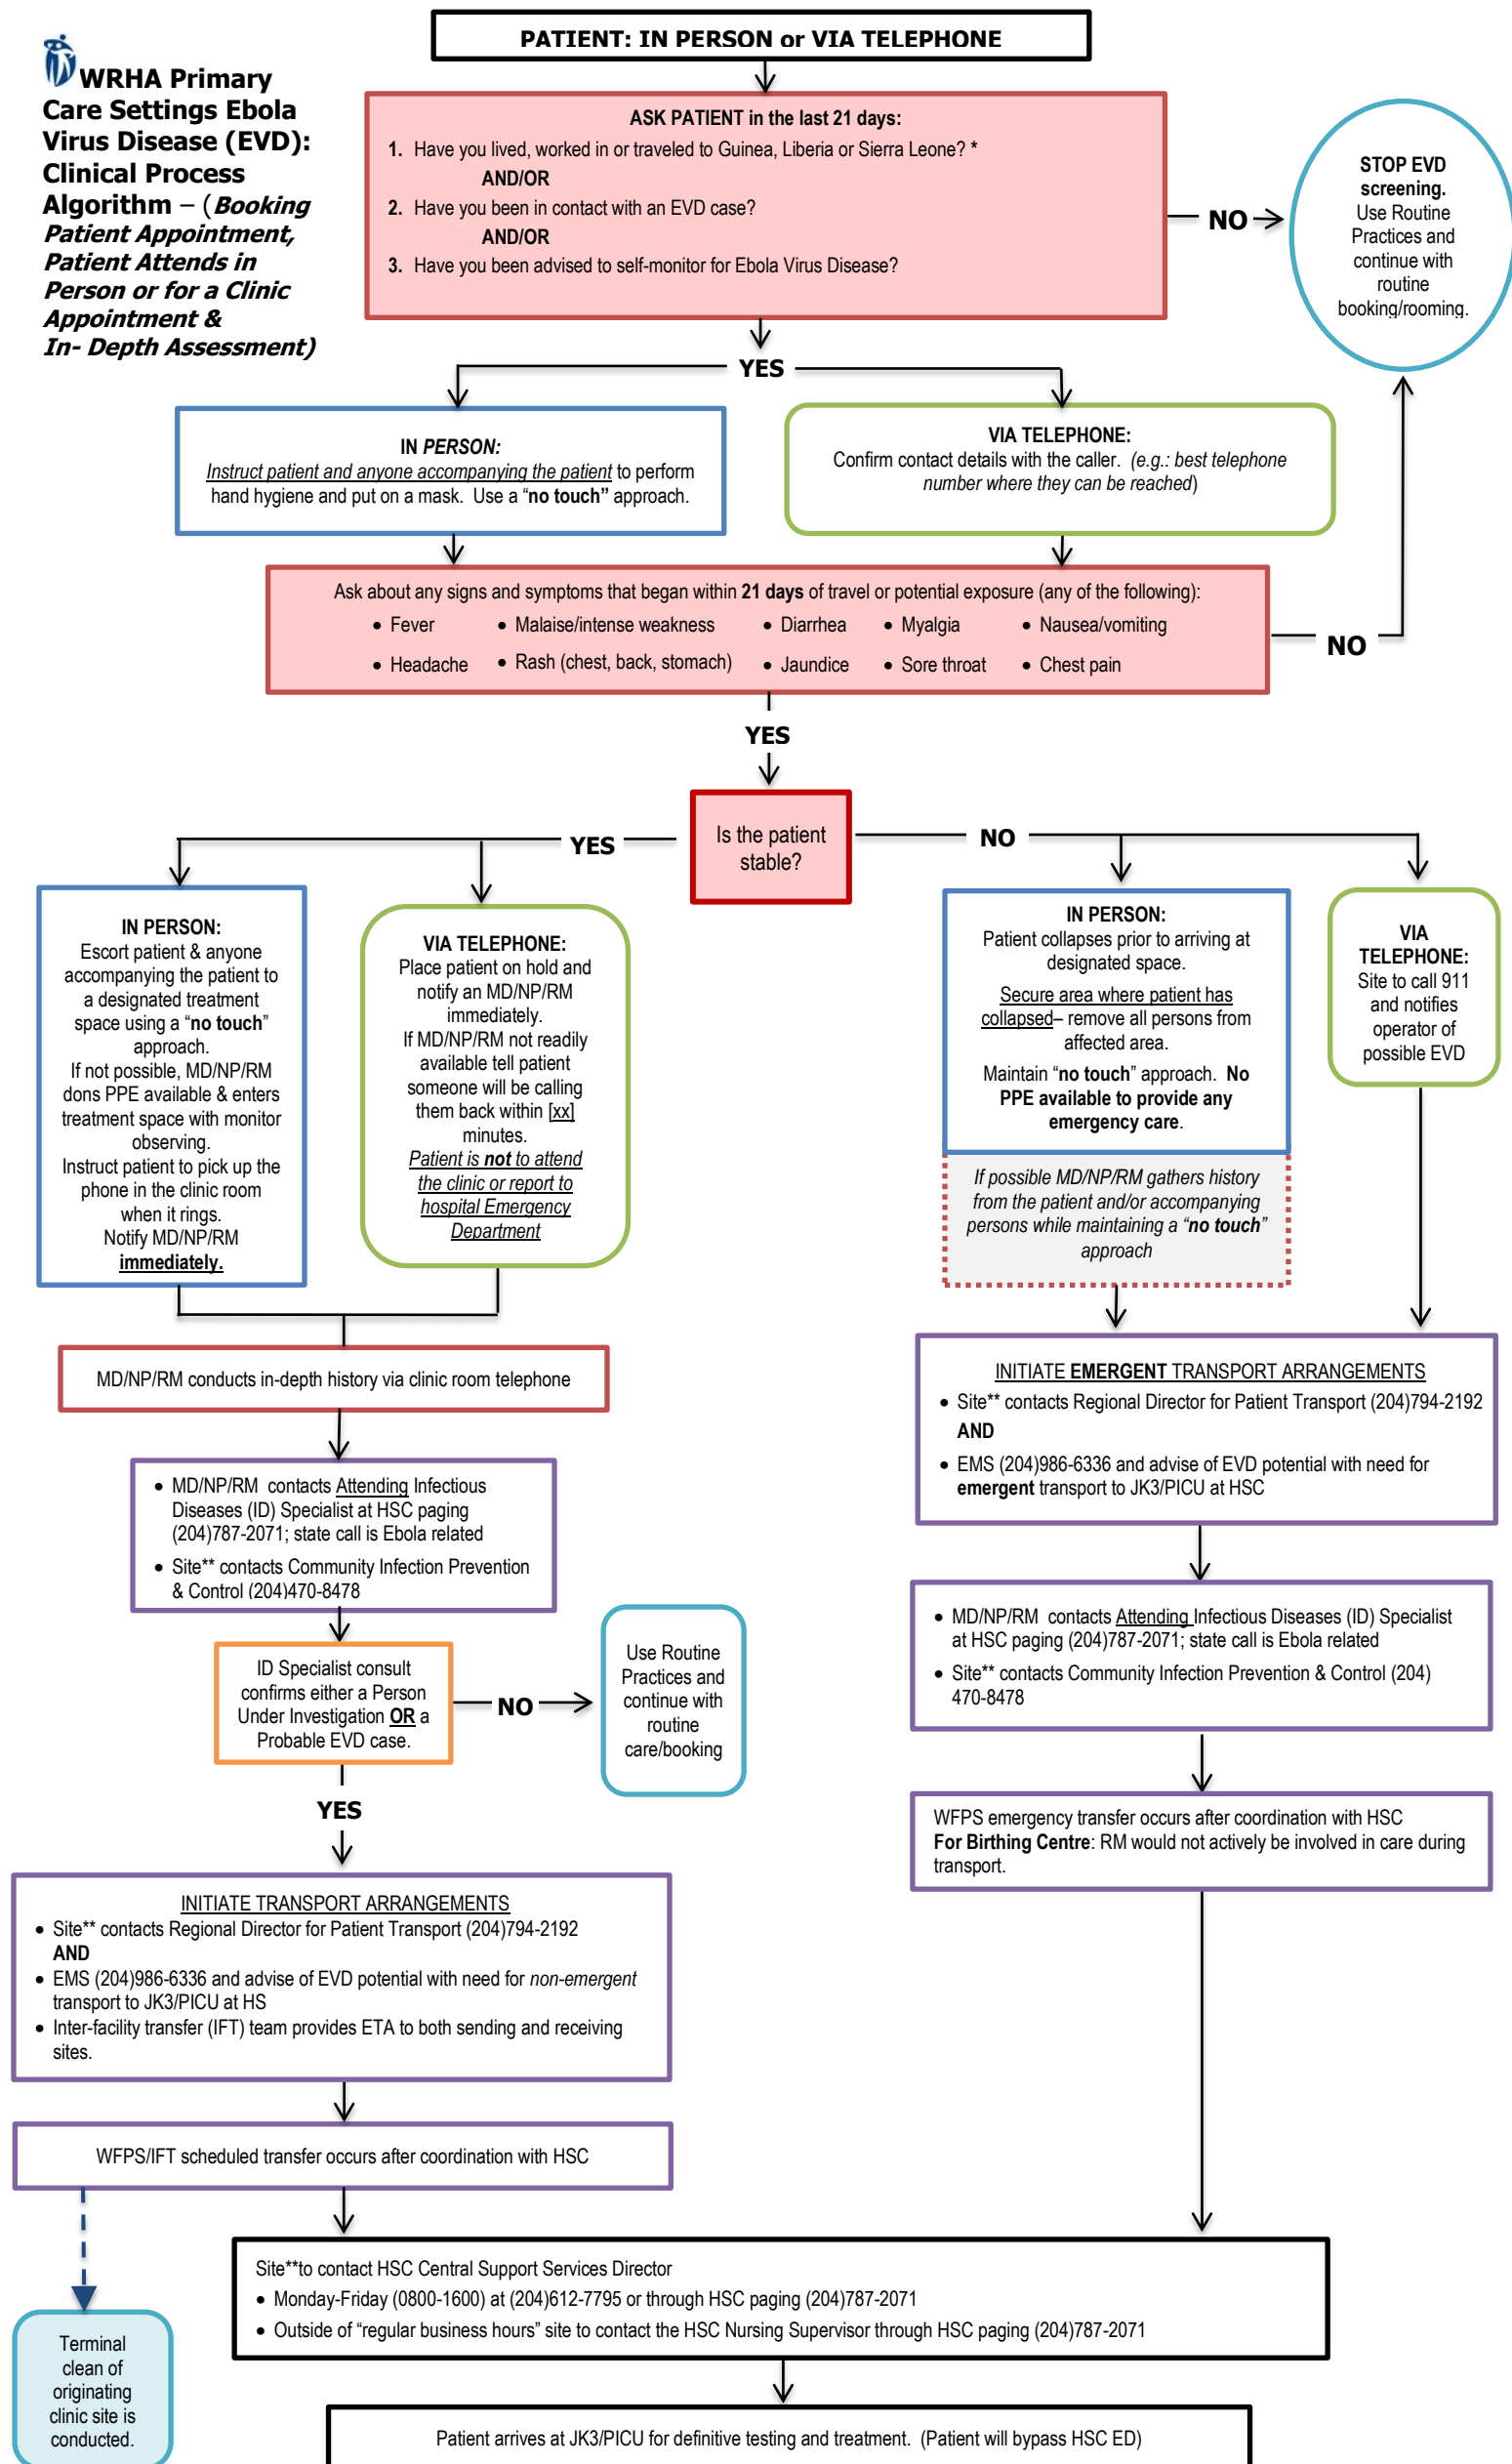 PATIENT: IN PERSON or VIA TELEPHONE
WRHA Primary
Care Settings Ebola
Virus Disease (EVD):
Clinical Process
Algorithm – (Booking
Patient Appointment,
Patient Attends in
Person or for a Clinic
Appointment &
In- Depth Assessment)
ASK PATIENT in the last 21 days:
1. Have you lived, worked in or traveled to Guinea, Liberia or Sierra Leone? *
AND/OR
2. Have you been in contact with an EVD case?
AND/OR
3. Have you been advised to self-monitor for Ebola Virus Disease?
NO
STOP EVD
screening.
Use Routine
Practices and
continue with
routine
booking/rooming.
YES
IN PERSON:
Instruct patient and anyone accompanying the patient to perform
hand hygiene and put on a mask. Use a “no touch” approach.
VIA TELEPHONE:
Confirm contact details with the caller. (e.g.: best telephone
number where they can be reached)
Ask about any signs and symptoms that began within 21 days of travel or potential exposure (any of the following):
• Fever • Malaise/intense weakness • Diarrhea • Myalgia • Nausea/vomiting
• Headache • Rash (chest, back, stomach) • Jaundice • Sore throat • Chest pain
NO
YES
Is the patient
stable?
YES
NO
IN PERSON:
Escort patient & anyone
accompanying the patient to
a designated treatment
space using a “no touch”
approach.
If not possible, MD/NP/RM
dons PPE available & enters
treatment space with monitor
observing.
Instruct patient to pick up the
phone in the clinic room
when it rings.
Notify MD/NP/RM
immediately.
VIA TELEPHONE:
Place patient on hold and
notify an MD/NP/RM
immediately.
If MD/NP/RM not readily
available tell patient
someone will be calling
them back within [xx]
minutes.
Patient is not to attend
the clinic or report to
hospital Emergency
Department
IN PERSON:
Patient collapses prior to arriving at
designated space.
Secure area where patient has
collapsed– remove all persons from
affected area.
Maintain “no touch” approach. No
PPE available to provide any
emergency care.
If possible MD/NP/RM gathers history
from the patient and/or accompanying
persons while maintaining a “no touch”
approach
VIA
TELEPHONE:
Site to call 911
and notifies
operator of
possible EVD
MD/NP/RM conducts in-depth history via clinic room telephone
• MD/NP/RM contacts Attending Infectious
Diseases (ID) Specialist at HSC paging
(204)787-2071; state call is Ebola related
• Site** contacts Community Infection Prevention
& Control (204)470-8478
ID Specialist consult
confirms either a Person
Under Investigation OR a
Probable EVD case.
NO
Use Routine
Practices and
continue with
routine
care/booking
YES
INITIATE TRANSPORT ARRANGEMENTS
• Site** contacts Regional Director for Patient Transport (204)794-2192
AND
• EMS (204)986-6336 and advise of EVD potential with need for non-emergent
transport to JK3/PICU at HS
• Inter-facility transfer (IFT) team provides ETA to both sending and receiving
sites.
WFPS/IFT scheduled transfer occurs after coordination with HSC
INITIATE EMERGENT TRANSPORT ARRANGEMENTS
• Site** contacts Regional Director for Patient Transport (204)794-2192
AND
• EMS (204)986-6336 and advise of EVD potential with need for
emergent transport to JK3/PICU at HSC
• MD/NP/RM contacts Attending Infectious Diseases (ID) Specialist
at HSC paging (204)787-2071; state call is Ebola related
• Site** contacts Community Infection Prevention & Control (204)
470-8478
WFPS emergency transfer occurs after coordination with HSC
For Birthing Centre: RM would not actively be involved in care during
transport.
Site**to contact HSC Central Support Services Director
• Monday-Friday (0800-1600) at (204)612-7795 or through HSC paging (204)787-2071
• Outside of “regular business hours” site to contact the HSC Nursing Supervisor through HSC paging (204)787-2071
Terminal
clean of
originating
clinic site is
conducted.
Patient arrives at JK3/PICU for definitive testing and treatment. (Patient will bypass HSC ED)